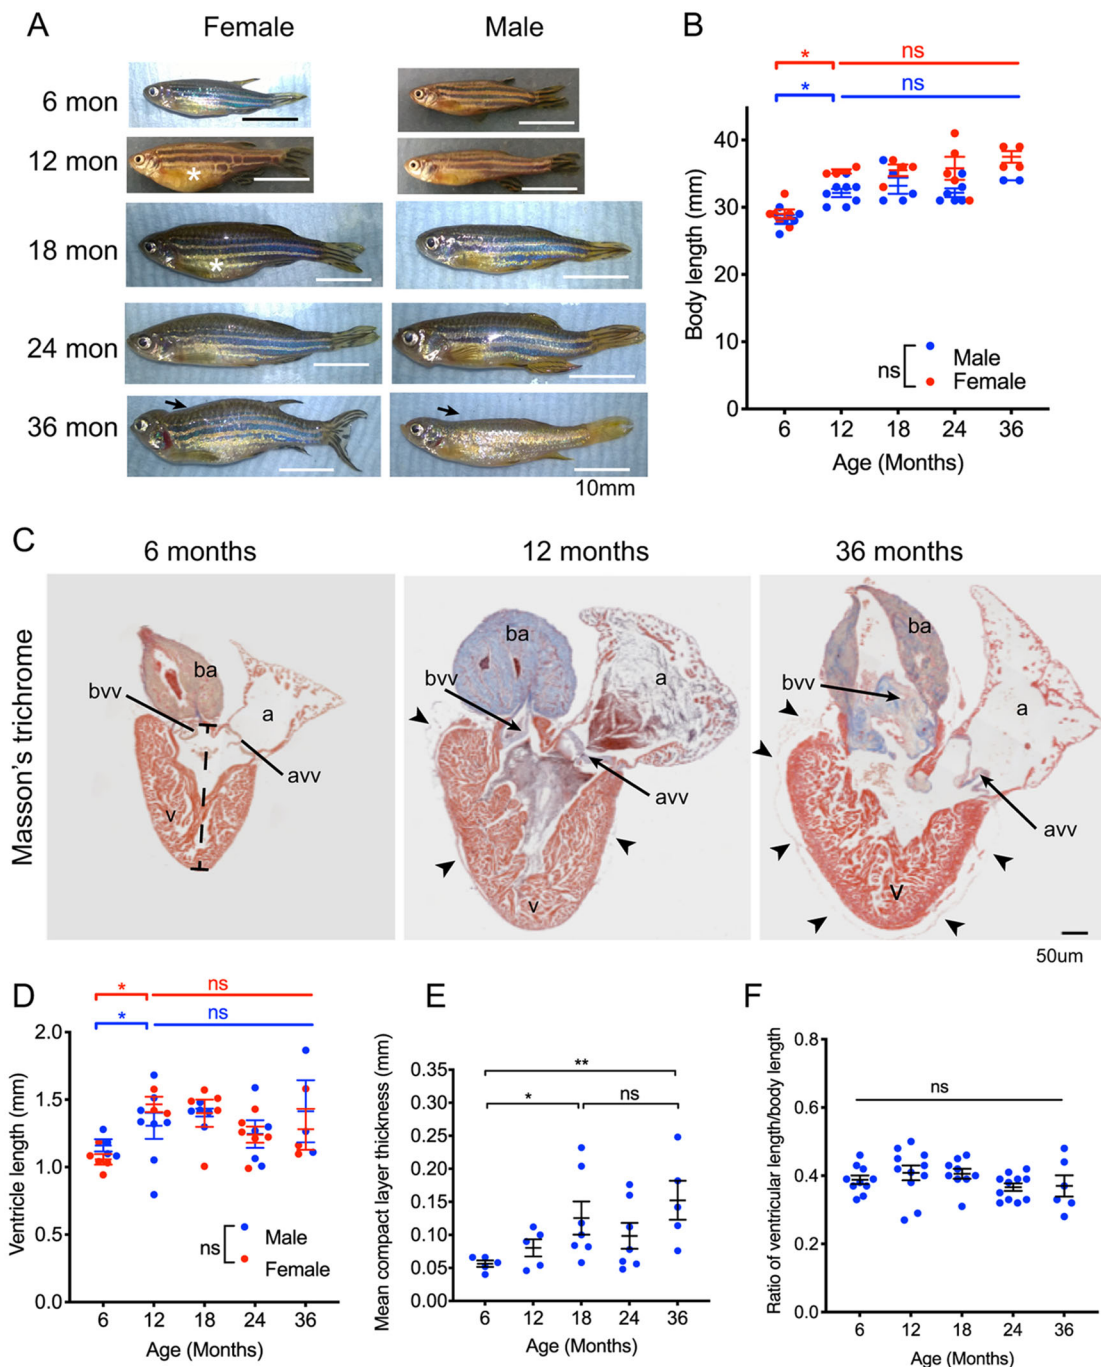 A
Female
Male
6 mon
12 mon
*
18 mon
*
24 mon
36 mon
10mm
B
* ns
* ns
Body length (mm)
40
30
20
10
0
ns
Male
Female
6 12 18 24 36
Age (Months)
C
6 months
12 months
36 months
Masson's trichrome
ba
bvv
a
avv
v
ba
bvv
a
avv
v
ba
bvv
a
avv
V
50um
D
* ns
* ns
Ventricle length (mm)
2.0
1.5
1.0
0.5
0.0
ns
Male
Female
6 12 18 24 36
Age (Months)
E
**
* ns
Mean compact layer thickness (mm)
0.35
0.30
0.25
0.20
0.15
0.10
0.05
0.00
6 12 18 24 36
Age (Months)
F
ns
Ratio of ventricular length/body length
0.8
0.6
0.4
0.2
0.0
6 12 18 24 36
Age (Months)